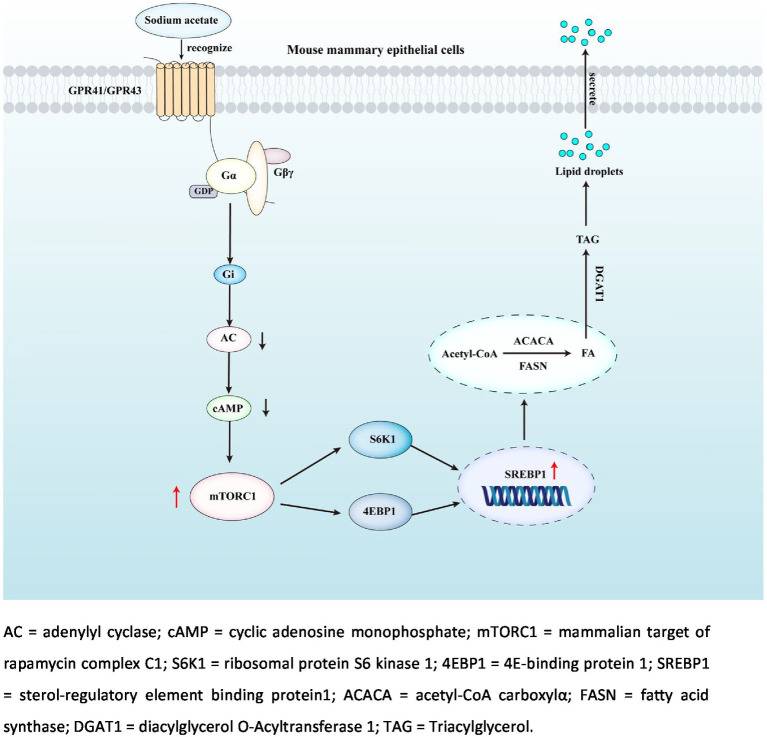 Sodium acetate
recognize
Mouse mammary epithelial cells
GPR41/GPR43
secrete
Gα
Gβγ
GDP
Lipid droplets
TAG
Gi
DGAT1
AC
ACACA
Acetyl-CoA
FA
FASN
cAMP
S6K1
mTORC1
SREBP1
4EBP1
AC = adenylyl cyclase; cAMP = cyclic adenosine monophosphate; mTORC1 = mammalian target of
rapamycin complex C1; S6K1 = ribosomal protein S6 kinase 1; 4EBP1 = 4E-binding protein 1; SREBP1
= sterol-regulatory element binding protein1; ACACA = acetyl-CoA carboxylα; FASN = fatty acid
synthase; DGAT1 = diacylglycerol O-Acyltransferase 1; TAG = Triacylglycerol.